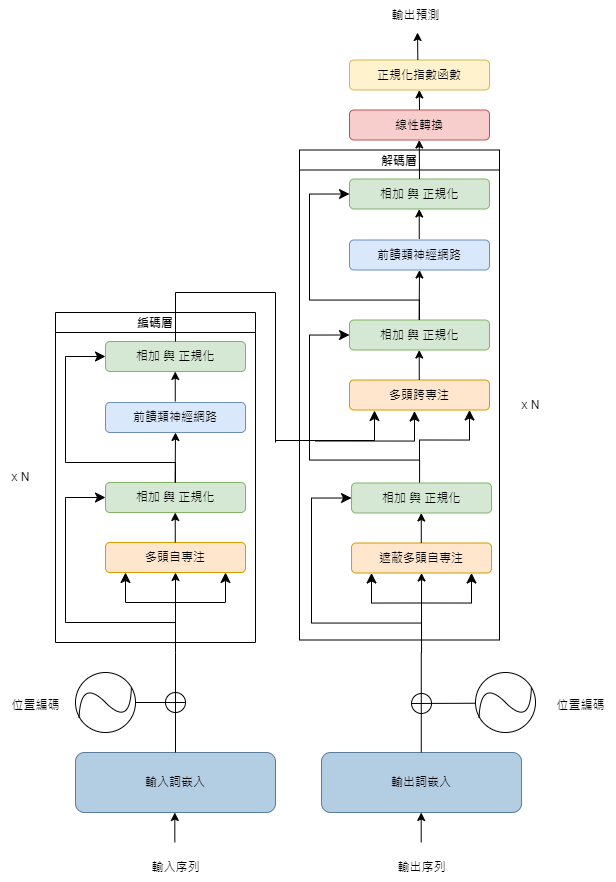 輸出預測
正規化指數函數
線性轉換
解碼層
相加 與 正規化
前饋類神經網路
相加 與 正規化
多頭跨專注
x N
相加 與 正規化
遮蔽多頭自專注
編碼層
相加 與 正規化
前饋類神經網路
x N
相加 與 正規化
多頭自專注
位置編碼
位置編碼
輸入詞嵌入
輸出詞嵌入
輸入序列
輸出序列